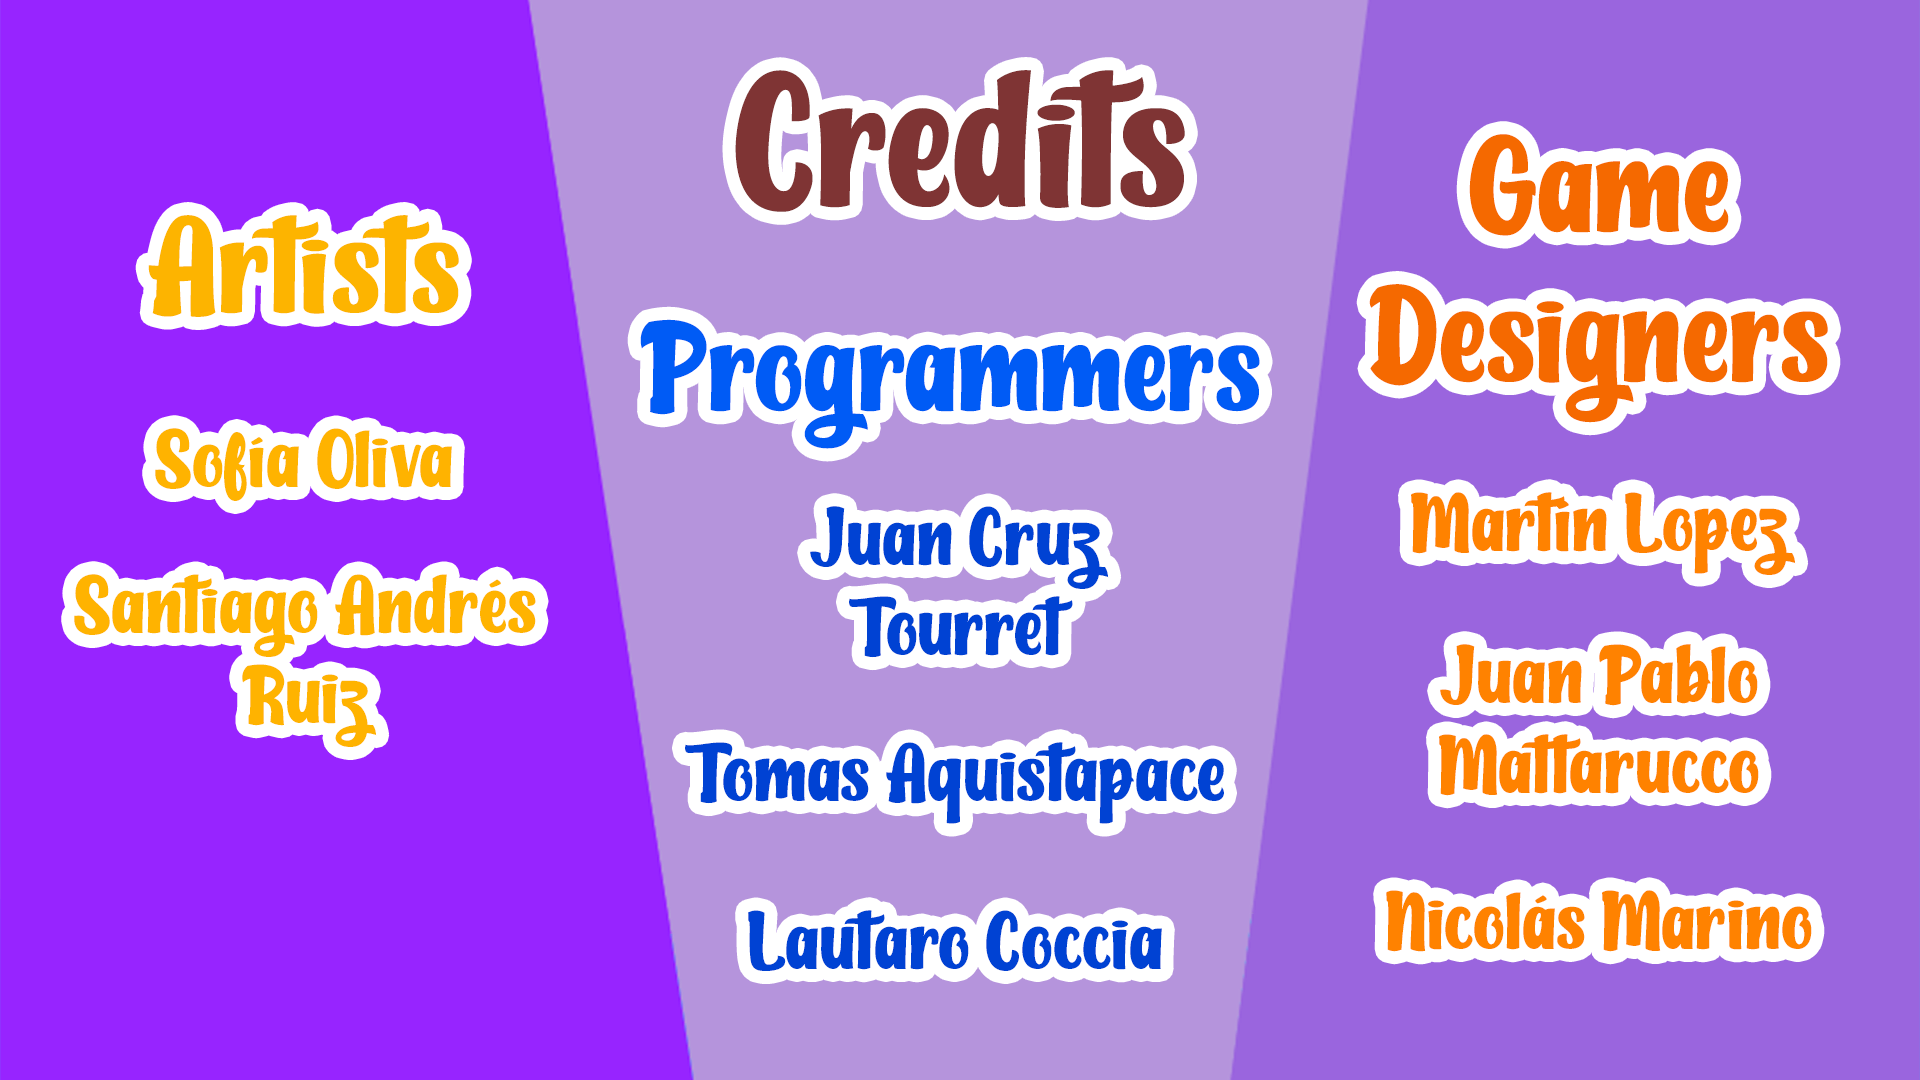 Credits
Artists
Sofía Oliva
Santiago Andrés
Ruiz
Programmers
Juan Cruz
Tourret
Tomas Aquistapace
Lautaro Coccia
Game
Designers
Martin Lopez
Juan Pablo
Mattarucco
Nicolás Marino